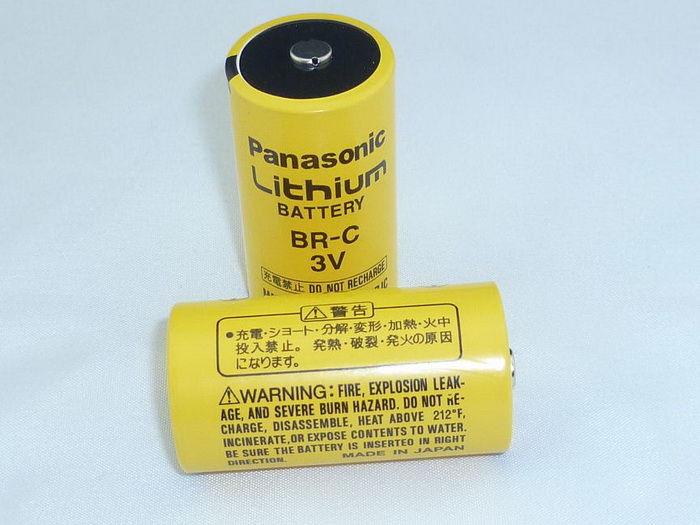 Panasonic
Lithium
BATTERY
BR-C
3V
充電禁止 DO NOT RECHARGE
⚠警告
●充電・ショート・分解・変形・加熱・火中
投入禁止。発熱・破裂・発火の原因
になります。
⚠WARNING: FIRE, EXPLOSION LEAK-
AGE, AND SEVERE BURN HAZARD. DO NOT RE-
CHARGE, DISASSEMBLE, HEAT ABOVE 212°F,
INCINERATE, OR EXPOSE CONTENTS TO WATER.
BE SURE THE BATTERY IS INSERTED IN RIGHT
DIRECTION. MADE IN JAPAN